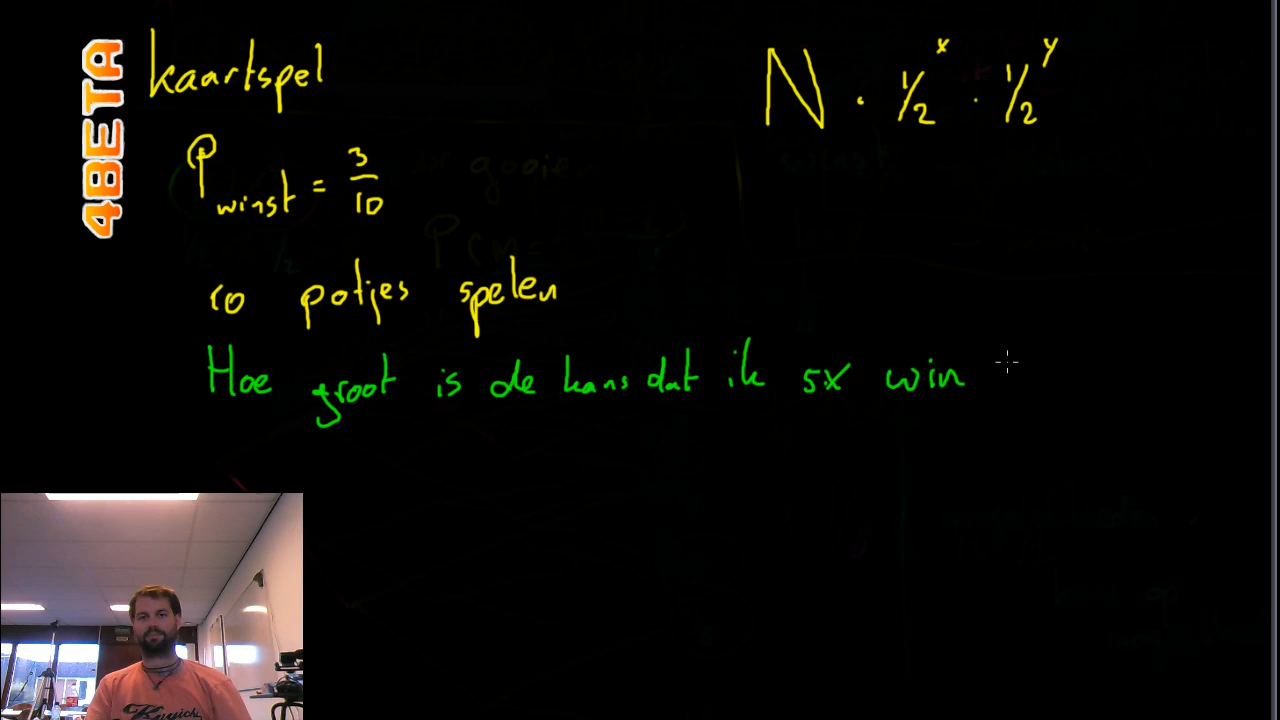 4BETA
kaartspel
N · 1/2^x · 1/2^y
P winst = 3/10
10 potjes spelen
Hoe groot is de kans dat ik 5x win